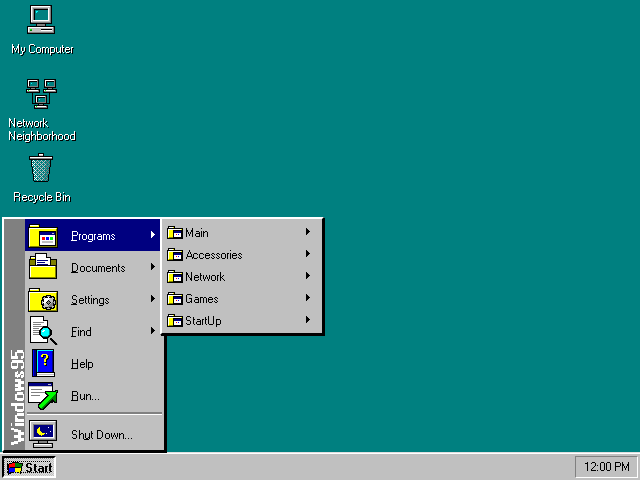 My Computer
Network
Neighborhood
Recycle Bin
Programs
Documents
Settings
Find
Help
Bun...
Shut Down...
Windows95
Main
Accessories
Network
Games
StartUp
Start
12:00 PM